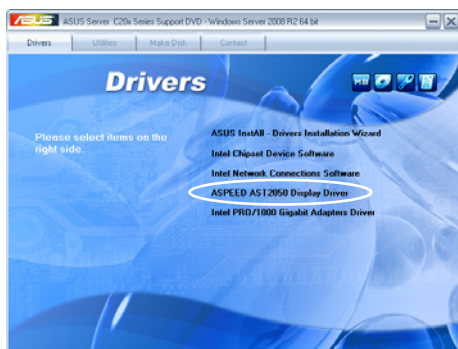 ASUS
ASUS Server C20x Series Support DVD - Windows Server 2008 R2 64 bit
Drivers
Utilities
Make Disk
Contact
Drivers
Please select items on the
right side.
ASUS InstAll - Drivers Installation Wizard
Intel Chipset Device Software
Intel Network Connections Software
ASPEED AST2050 Display Driver
Intel PRO/1000 Gigabit Adapters Driver